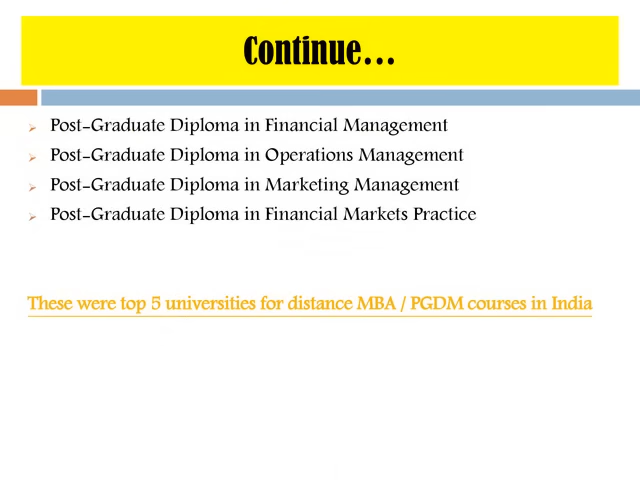 Continue…
Post-Graduate Diploma in Financial Management
Post-Graduate Diploma in Operations Management
Post-Graduate Diploma in Marketing Management
Post-Graduate Diploma in Financial Markets Practice
These were top 5 universities for distance MBA / PGDM courses in India